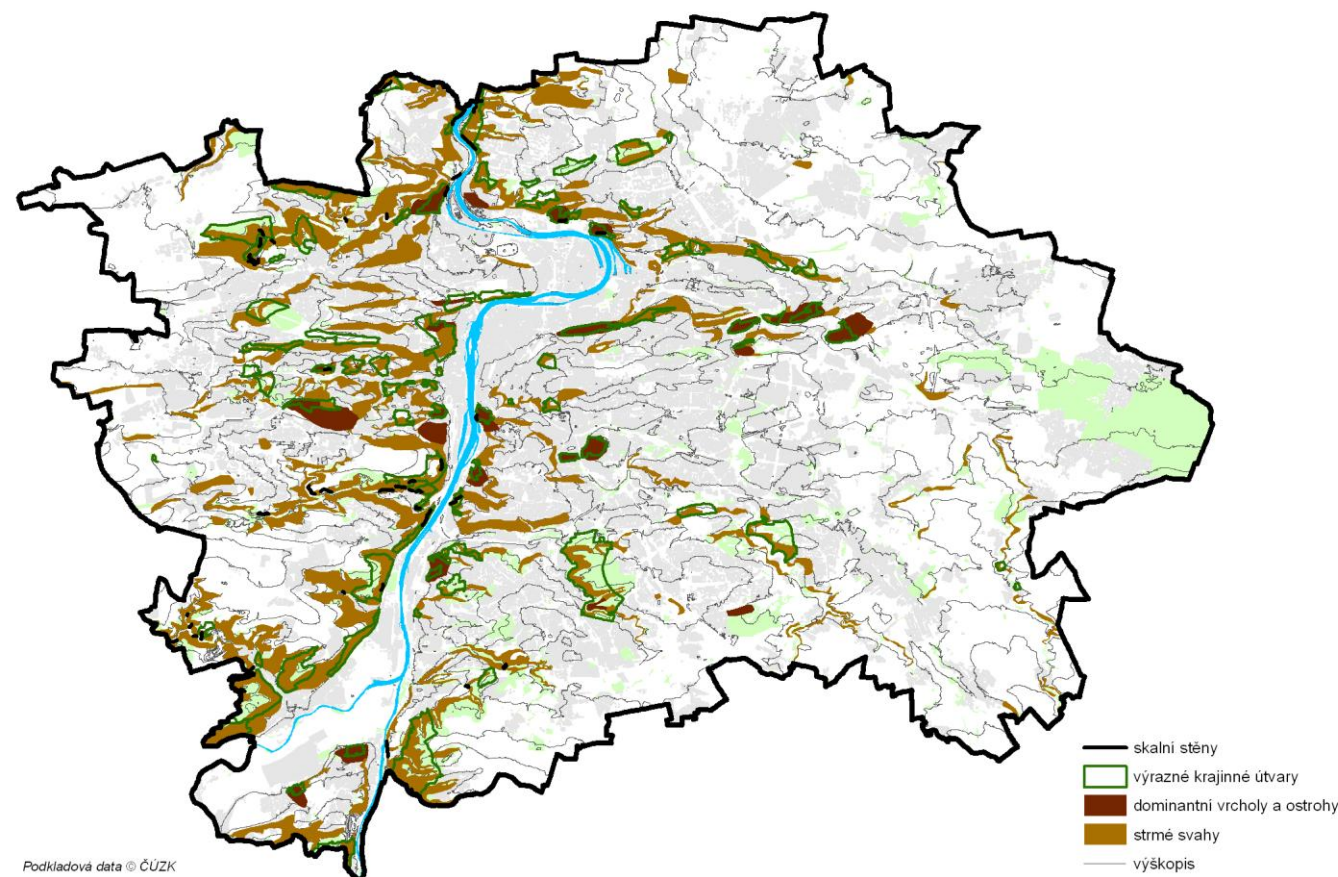 skalní stěny
výrazné krajinné útvary
dominantní vrcholy a ostrohy
strmé svahy
výškopis
Podkladová data © ČÚZK